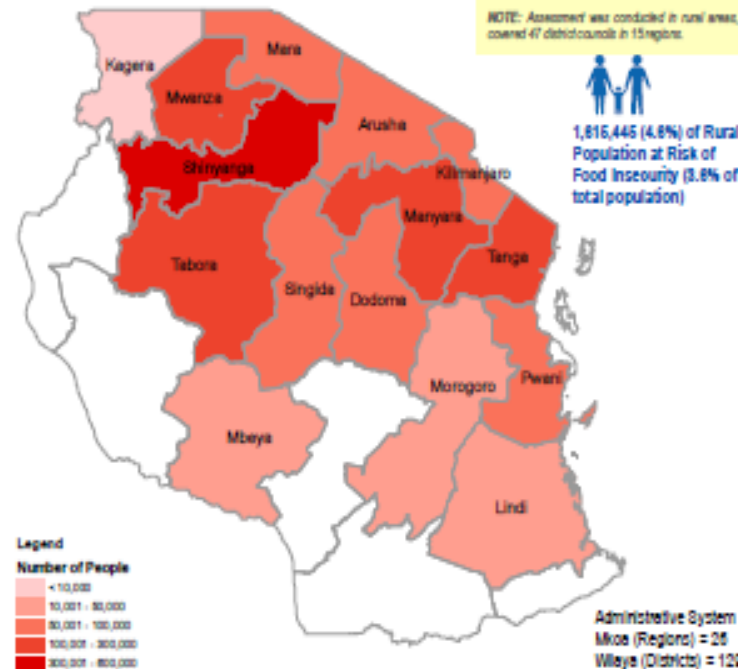 NOTE: Assessment was conducted in rural areas,
covered 47 district councils in 15 regions.
1,615,445 (4.6%) of Rural
Population at Risk of
Food Insecurity (3.6% of
total population)
Kagera
Mara
Mwanza
Arusha
Shinyanga
Kilimanjaro
Manyara
Tanga
Tabora
Singida
Dodoma
Morogoro
Pwani
Mbeya
Lindi
Legend
Number of People
< 10,000
10,001 - 50,000
50,001 - 100,000
100,001 - 300,000
300,001 - 600,000
Administrative System
Mkoa (Regions) = 26
Wilaya (Districts) = 120